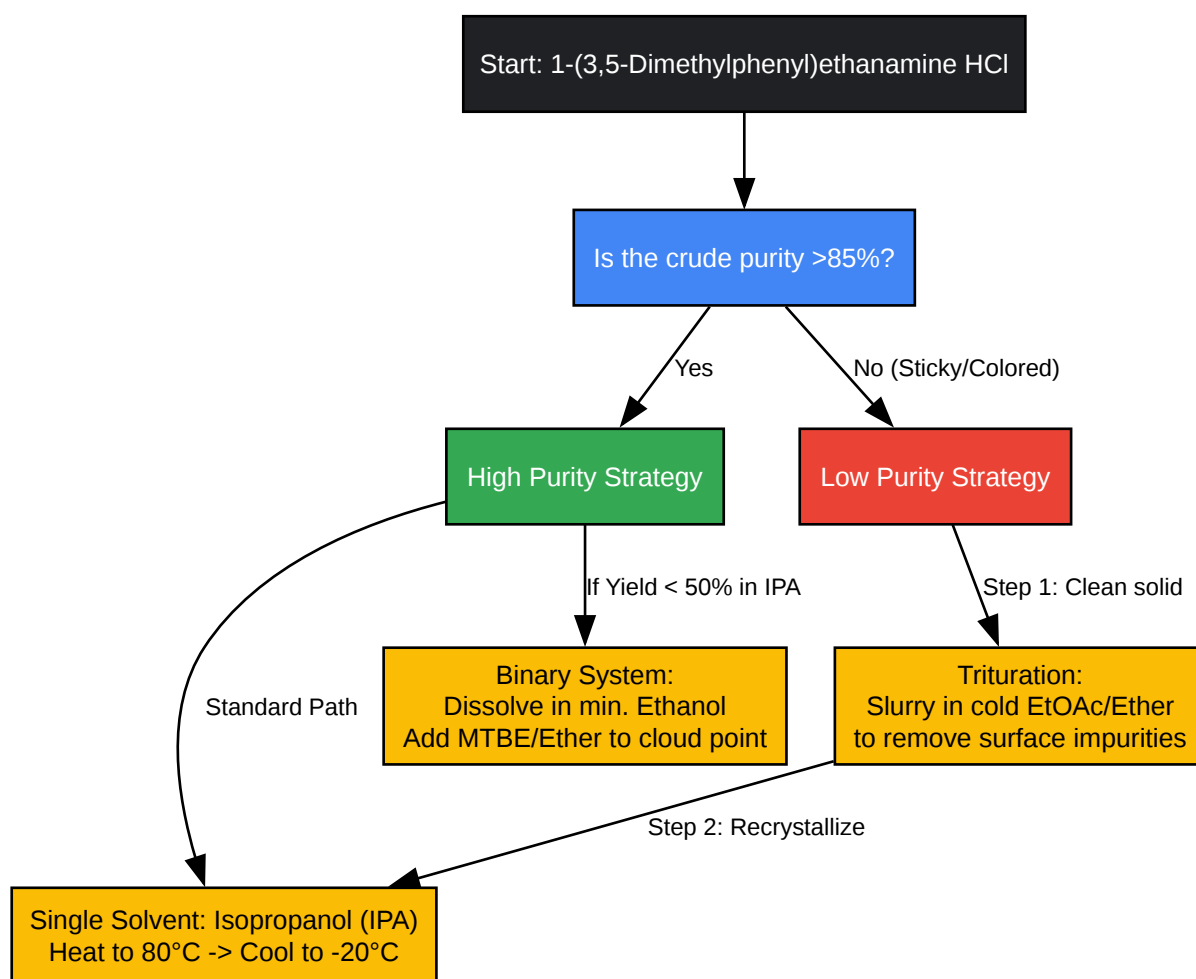 Start: 1-(3,5-Dimethylphenyl)ethanamine HCl
Is the crude purity >85%?
Yes
No (Sticky/Colored)
High Purity Strategy
Low Purity Strategy
If Yield < 50% in IPA
Step 1: Clean solid
Standard Path
Binary System:
Dissolve in min. Ethanol
Add MTBE/Ether to cloud point
Trituration:
Slurry in cold EtOAc/Ether
to remove surface impurities
Step 2: Recrystallize
Single Solvent: Isopropanol (IPA)
Heat to 80°C -> Cool to -20°C